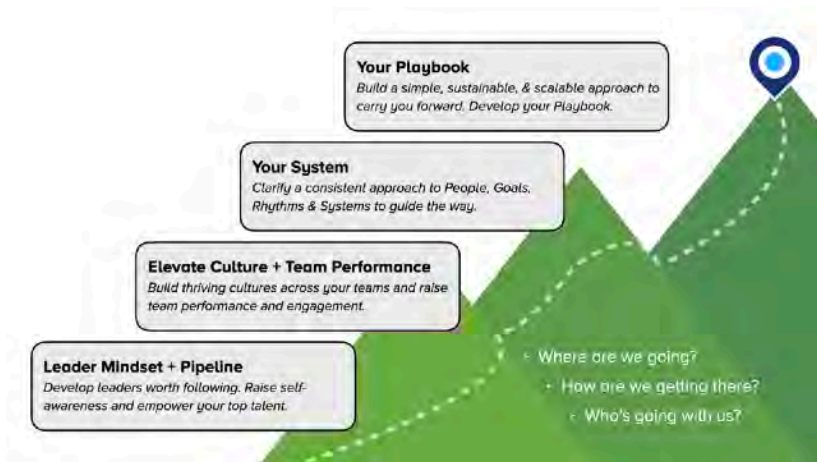 Your Playbook
Build a simple, sustainable, & scalable approach to
carry you forward. Develop your Playbook.
Your System
Clarify a consistent approach to People, Goals,
Rhythms & Systems to guide the way.
Elevate Culture + Team Performance
Build thriving cultures across your teams and raise
team performance and engagement.
Leader Mindset + Pipeline
Develop leaders worth following. Raise self-
awareness and empower your top talent.
Where are we going?
How are we getting there?
Who's going with us?